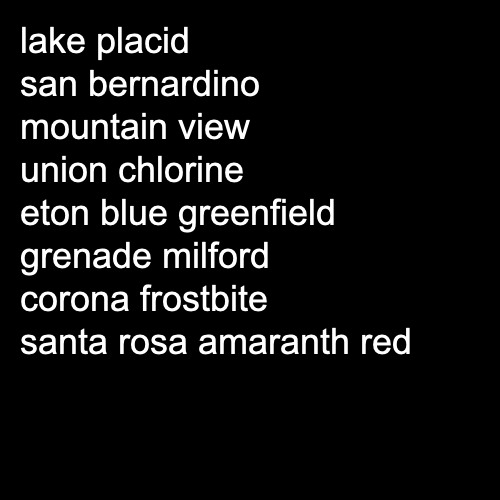 lake placid
san bernardino
mountain view
union chlorine
eton blue greenfield
grenade milford
corona frostbite
santa rosa amaranth red